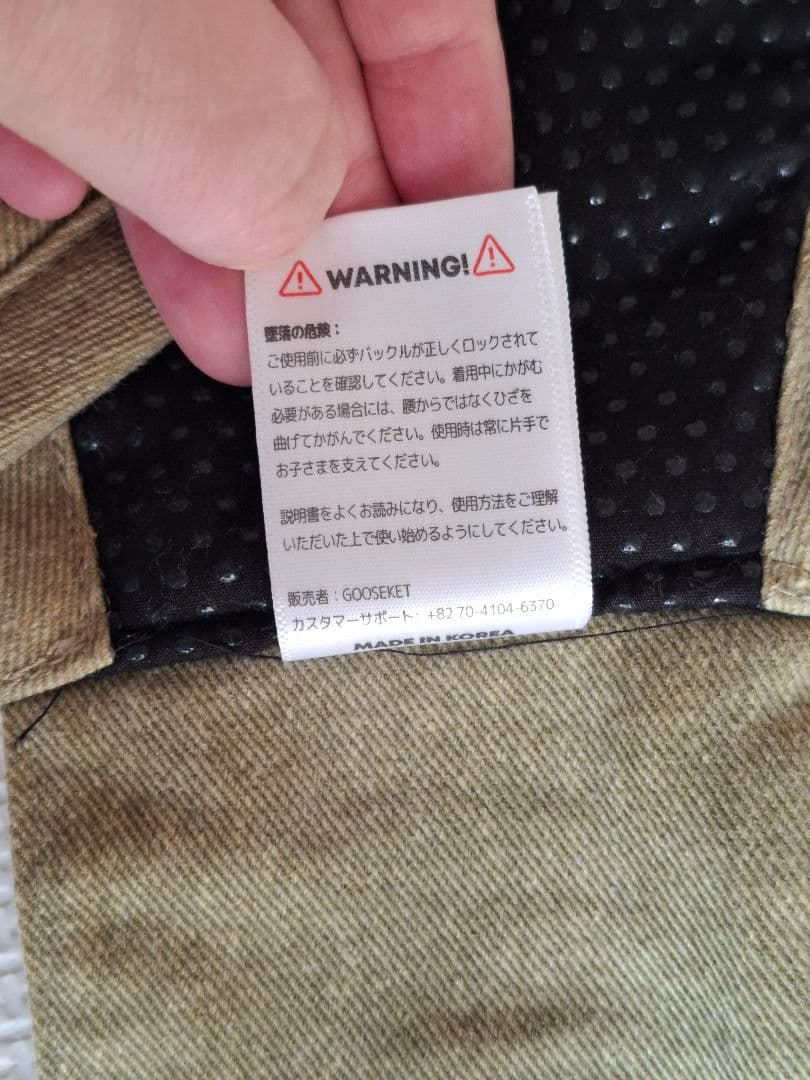 WARNING!
墜落の危険：
ご使用前に必ずバックルが正しくロックされて
いることを確認してください。着用中にかがむ
必要がある場合には、腰からではなくひざを
曲げてかがんでください。使用時は常に片手で
お子さまを支えてください。
説明書をよくお読みになり、使用方法をご理解
いただいた上で使い始めるようにしてください。
販売者：GOOSEKET
カスタマーサポート：+82 70-4104-6370
MADE IN KOREA